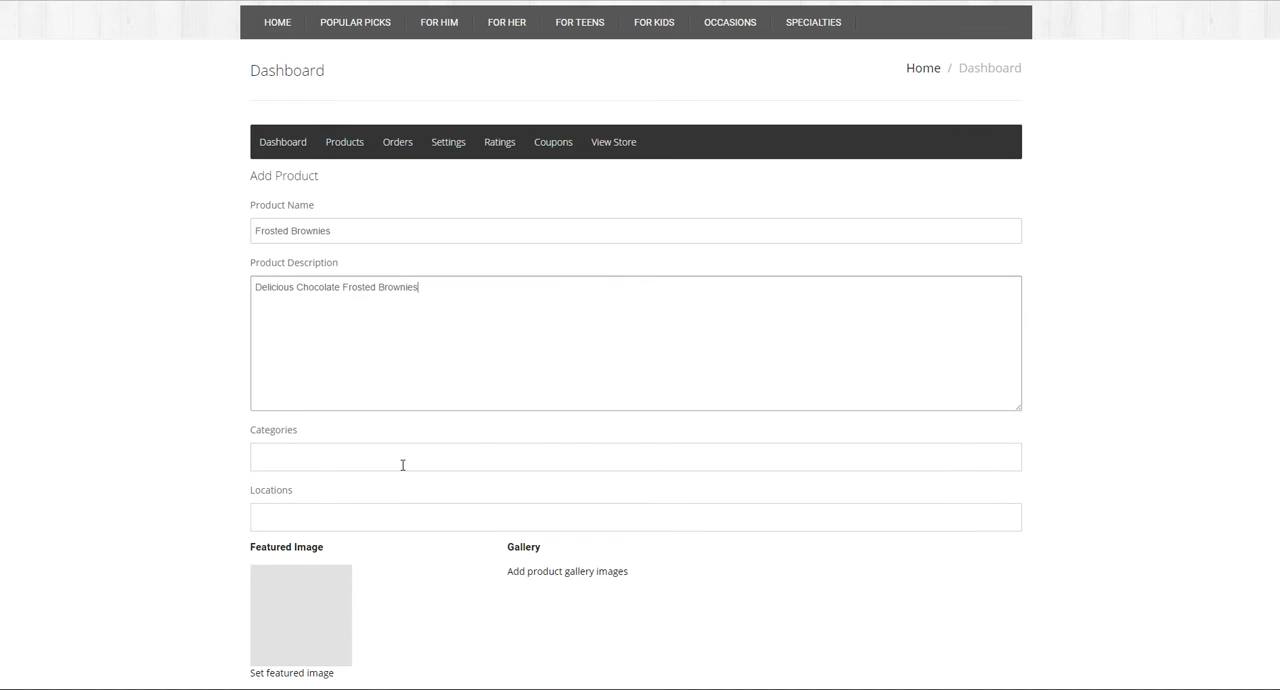 HOME POPULAR PICKS FOR HIM FOR HER FOR TEENS FOR KIDS OCCASIONS SPECIALTIES
Dashboard
Home / Dashboard
Dashboard Products Orders Settings Ratings Coupons View Store
Add Product
Product Name
Frosted Brownies
Product Description
Delicious Chocolate Frosted Brownies
Categories
Locations
Featured Image
Gallery
Add product gallery images
Set featured image